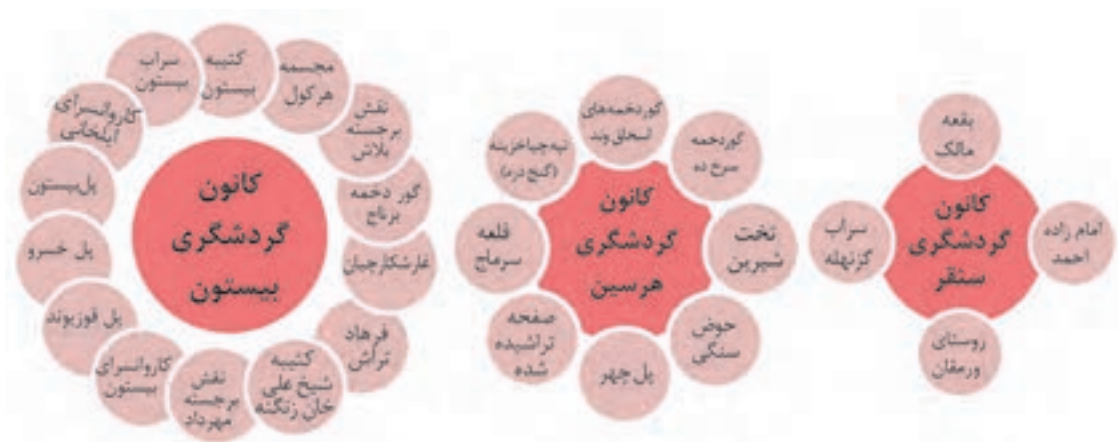 کانون
گردشگری
بیستون
کتیبه
بیستون
مجسمه
هرکول
نقش
برجسته
بلاش
گور دخمه
برناج
غارشکارچیان
فرهاد
تراش
کتیبه
شیخ علی
خان زنگنه
نقش
برجسته
مهرداد
کاروانسرای
بیستون
پل قوزیوند
پل خسرو
پل‌بیستون
کاروانسرای
ایلخانی
سراب
بیستون
کانون
گردشگری
هرسین
گوردخمه‌های
اسحاق وند
گوردخمه
سرخ ده
تخت
شیرین
حوض
سنگی
پل چهر
صفحه
تراشیده
شده
قلعه
سرماج
تپه چیاخزینه
(گنج دره)
کانون
گردشگری
سنقر
بقعه
مالک
امام زاده
احمد
روستای
ورمقان
سراب
گزنهله